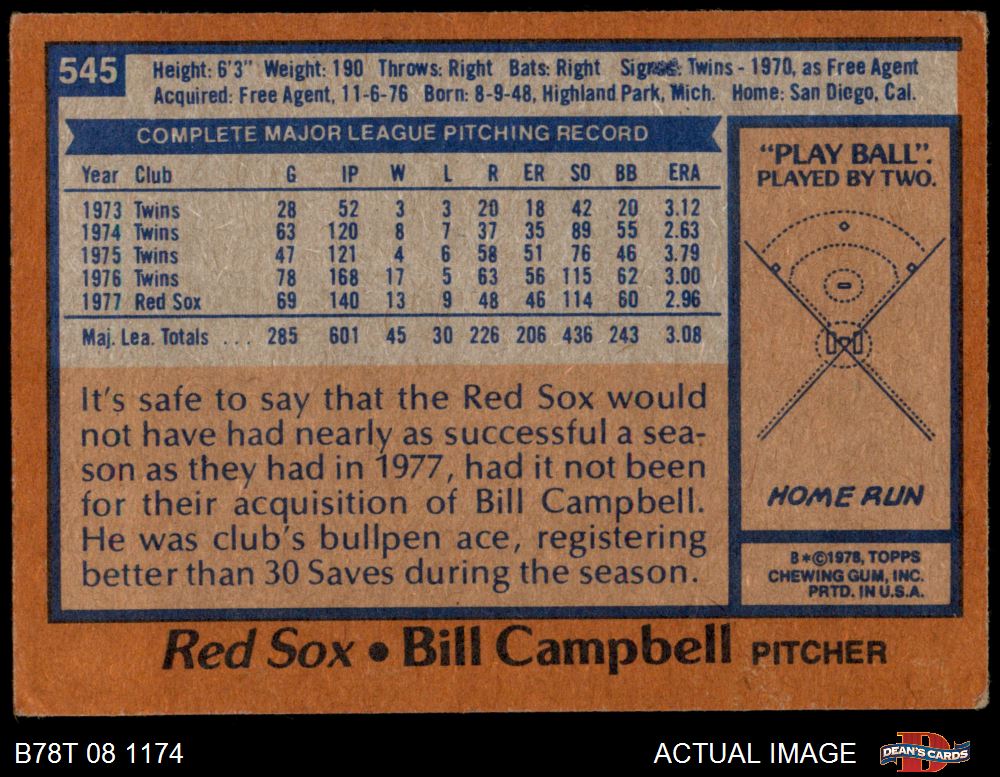 545
Height: 6'3" Weight: 190 Throws: Right Bats: Right Signed: Twins - 1970, as Free Agent
Acquired: Free Agent, 11-6-76 Born: 8-9-48, Highland Park, Mich. Home: San Diego, Cal.
COMPLETE MAJOR LEAGUE PITCHING RECORD
Year Club G IP W L R ER SO BB ERA
1973 Twins 28 52 3 3 20 18 42 20 3.12
1974 Twins 63 120 8 7 37 35 89 55 2.63
1975 Twins 47 121 4 6 58 51 76 46 3.79
1976 Twins 78 168 17 5 63 56 115 62 3.00
1977 Red Sox 69 140 13 9 48 46 114 60 2.96
Maj. Lea. Totals ... 285 601 45 30 226 206 436 243 3.08
It's safe to say that the Red Sox would
not have had nearly as successful a sea-
son as they had in 1977, had it not been
for their acquisition of Bill Campbell.
He was club's bullpen ace, registering
better than 30 Saves during the season.
"PLAY BALL".
PLAYED BY TWO.
HOME RUN
B*©1978, TOPPS
CHEWING GUM, INC.
PRTD. IN U.S.A.
Red Sox • Bill Campbell PITCHER
B78T 08 1174
ACTUAL IMAGE
DEAN'S CARDS